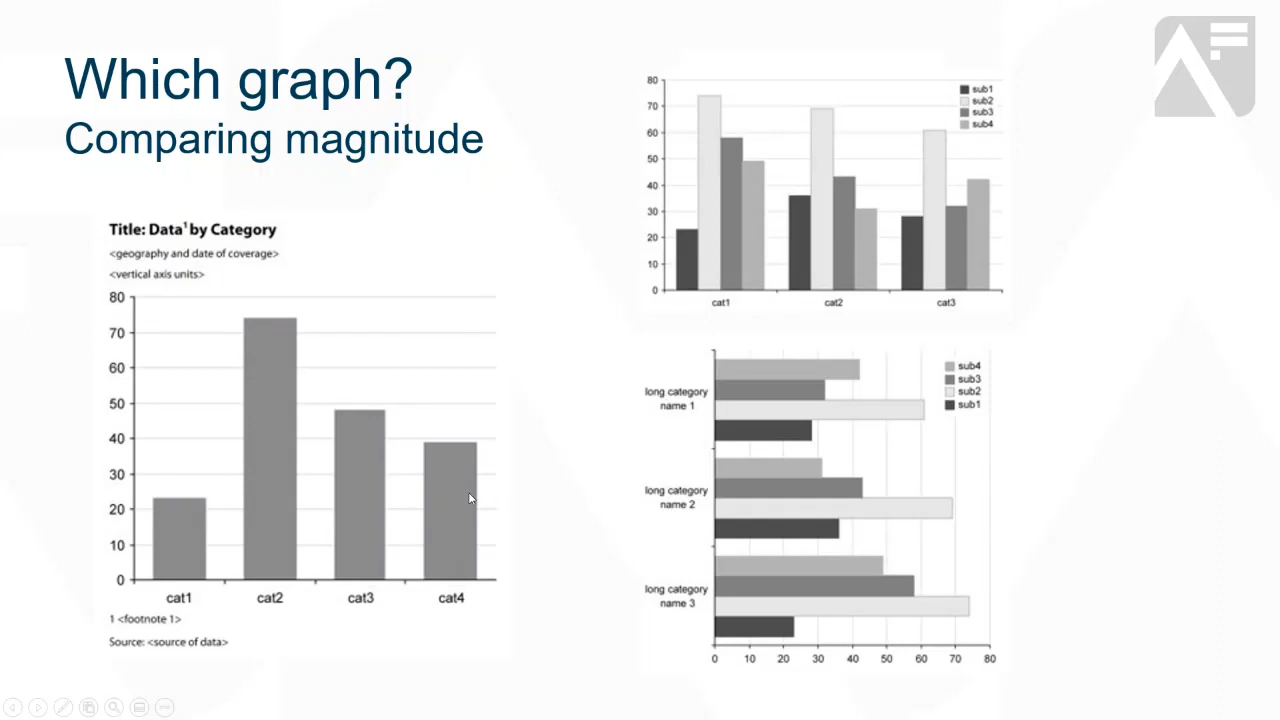 Which graph?
Comparing magnitude
Title: Data¹ by Category
<geography and date of coverage>
<vertical axis units>
80
70
60
50
40
30
20
10
0
cat1 cat2 cat3 cat4
1 <footnote 1>
Source: <source of data>
80
70
60
50
40
30
20
10
0
cat1 cat2 cat3
sub1
sub2
sub3
sub4
long category
name 1
long category
name 2
long category
name 3
0 10 20 30 40 50 60 70 80
sub4
sub3
sub2
sub1